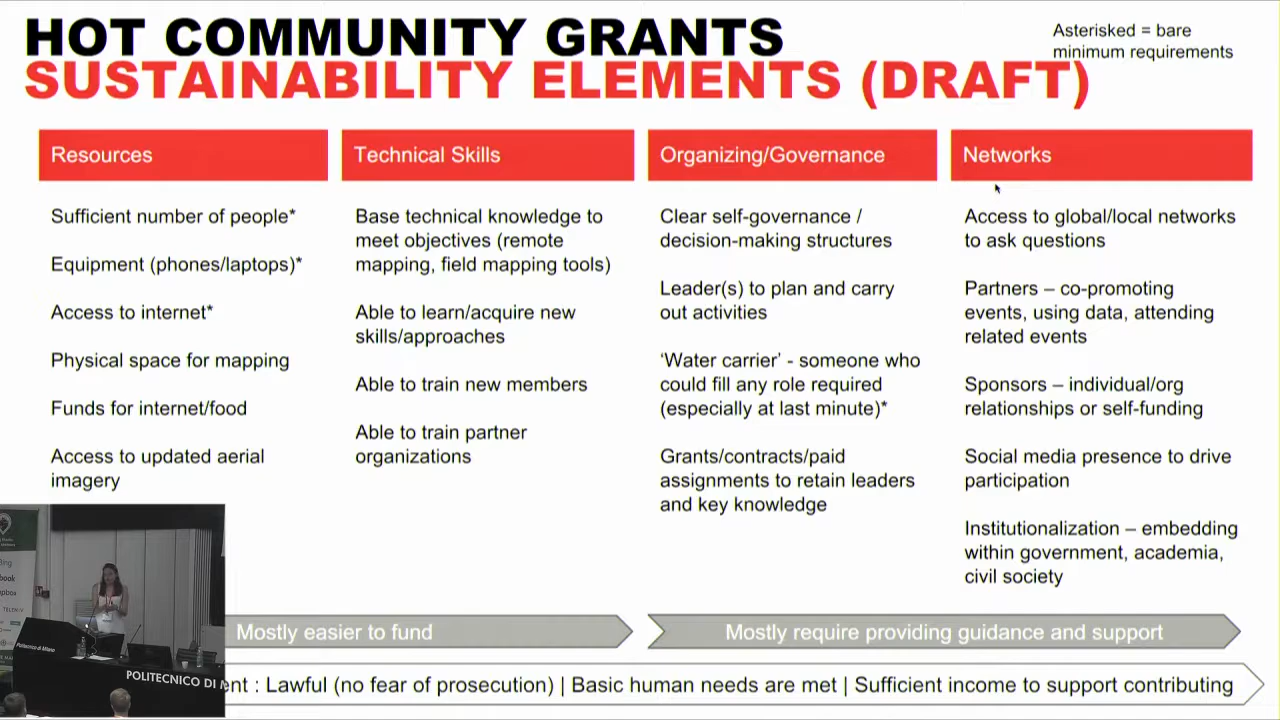 HOT COMMUNITY GRANTS
SUSTAINABILITY ELEMENTS (DRAFT)
Asterisked = bare
minimum requirements
Resources
Sufficient number of people*
Equipment (phones/laptops)*
Access to internet*
Physical space for mapping
Funds for internet/food
Access to updated aerial
imagery
Technical Skills
Base technical knowledge to
meet objectives (remote
mapping, field mapping tools)
Able to learn/acquire new
skills/approaches
Able to train new members
Able to train partner
organizations
Organizing/Governance
Clear self-governance /
decision-making structures
Leader(s) to plan and carry
out activities
‘Water carrier’ - someone who
could fill any role required
(especially at last minute)*
Grants/contracts/paid
assignments to retain leaders
and key knowledge
Networks
Access to global/local networks
to ask questions
Partners – co-promoting
events, using data, attending
related events
Sponsors – individual/org
relationships or self-funding
Social media presence to drive
participation
Institutionalization – embedding
within government, academia,
civil society
Mostly easier to fund
Mostly require providing guidance and support
ent : Lawful (no fear of prosecution) | Basic human needs are met | Sufficient income to support contributing
Politecnico di Milano
POLITECNICO DI